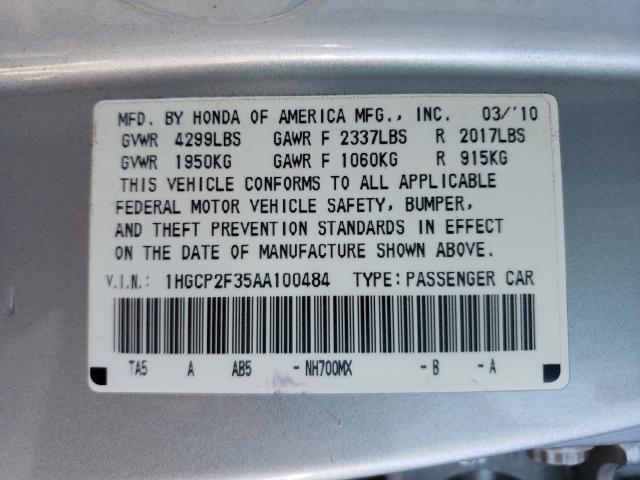 MFD. BY HONDA OF AMERICA MFG., INC. 03/'10
GVWR 4299LBS GAWR F 2337LBS R 2017LBS
GVWR 1950KG GAWR F 1060KG R 915KG
THIS VEHICLE CONFORMS TO ALL APPLICABLE
FEDERAL MOTOR VEHICLE SAFETY, BUMPER,
AND THEFT PREVENTION STANDARDS IN EFFECT
ON THE DATE OF MANUFACTURE SHOWN ABOVE.
V.I.N.: 1HGCP2F35AA100484 TYPE: PASSENGER CAR
TA5 A AB5 - NH700MX - B - A